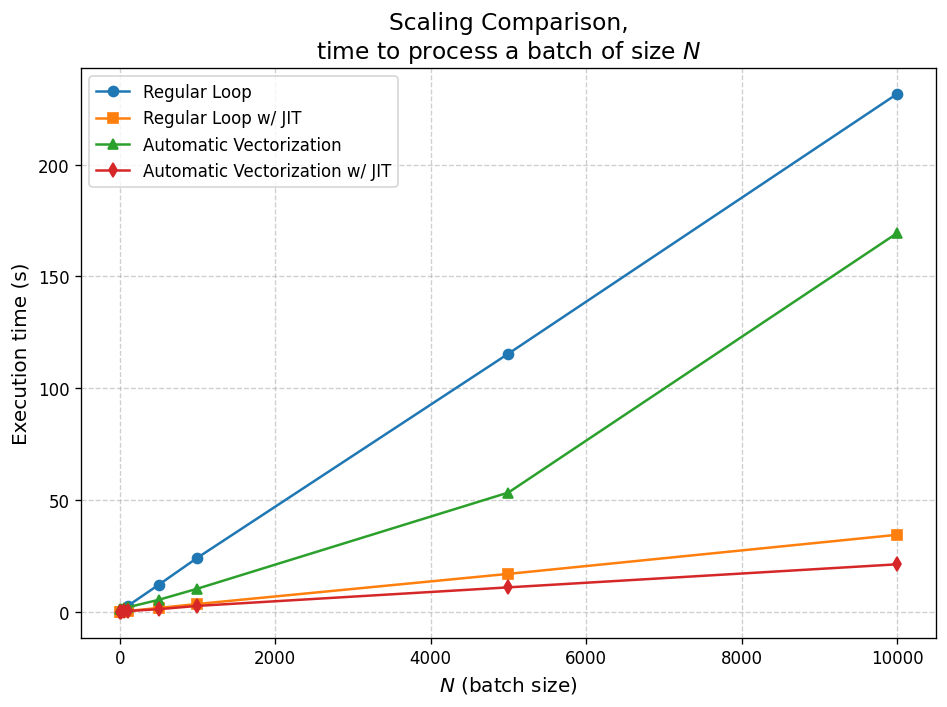 Scaling Comparison,
time to process a batch of size N
Regular Loop
Regular Loop w/ JIT
Automatic Vectorization
Automatic Vectorization w/ JIT
Execution time (s)
200
150
100
50
0
0 2000 4000 6000 8000 10000
N (batch size)